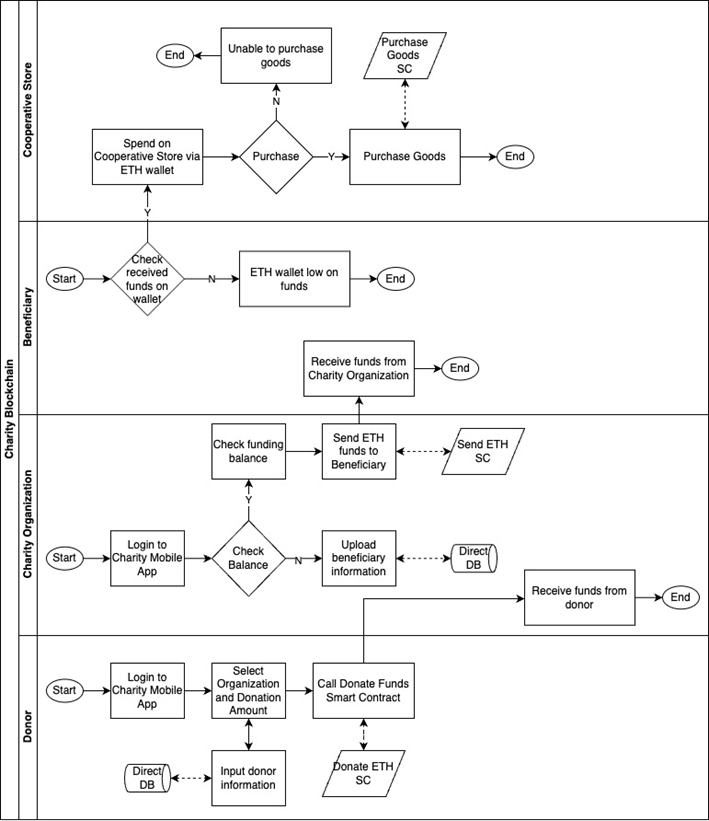 Charity Blockchain
Cooperative Store
End
Unable to purchase
goods
Purchase
Goods
SC
N
Spend on
Cooperative Store via
ETH wallet
Purchase
Y
Purchase Goods
End
Y
Beneficiary
Start
Check
received
funds on
wallet
N
ETH wallet low on
funds
End
Receive funds from
Charity Organization
End
Charity Organization
Check funding
balance
Send ETH
funds to
Beneficiary
Send ETH
SC
Y
Start
Login to
Charity Mobile
App
Check
Balance
N
Upload
beneficiary
information
Direct
DB
Receive funds from
donor
End
Donor
Start
Login to
Charity Mobile
App
Select
Organization
and Donation
Amount
Call Donate Funds
Smart Contract
Direct
DB
Input donor
information
Donate ETH
SC